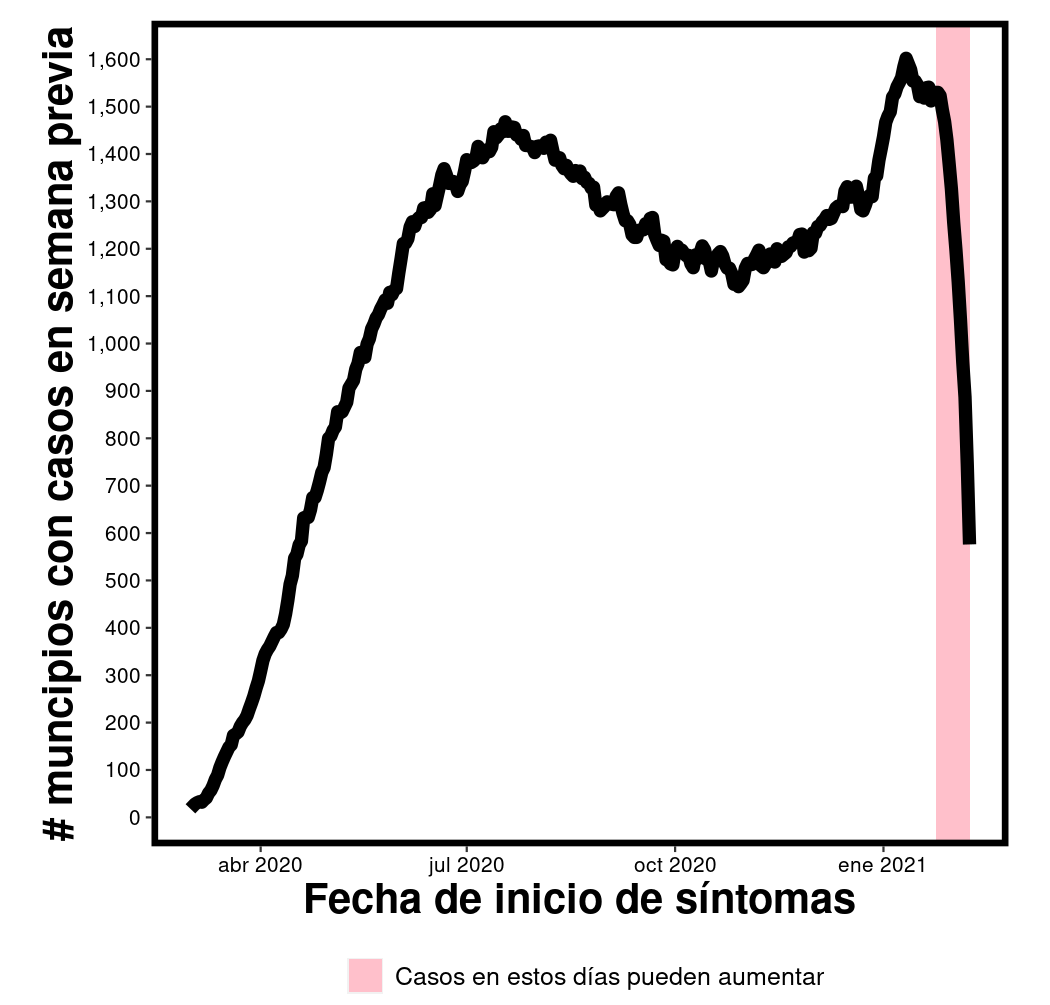 # muncipios con casos en semana previa
1,600
1,500
1,400
1,300
1,200
1,100
1,000
900
800
700
600
500
400
300
200
100
0
abr 2020
jul 2020
oct 2020
ene 2021
Fecha de inicio de síntomas
Casos en estos días pueden aumentar